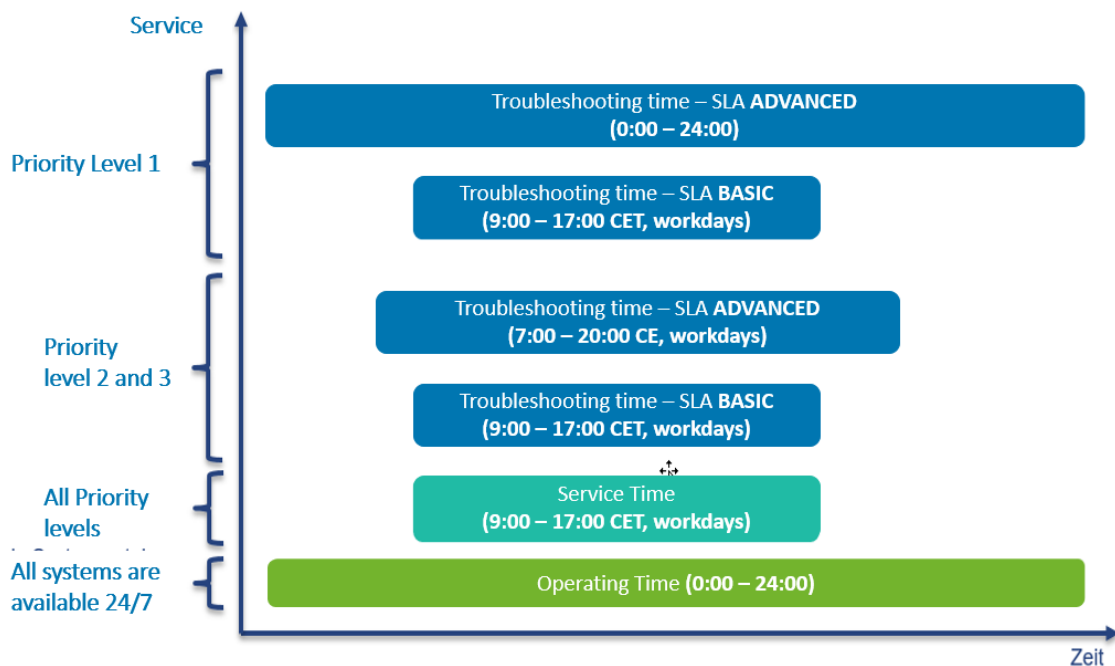 Service
Troubleshooting time – SLA ADVANCED
(0:00 – 24:00)
Priority Level 1
Troubleshooting time – SLA BASIC
(9:00 – 17:00 CET, workdays)
Troubleshooting time – SLA ADVANCED
(7:00 – 20:00 CE, workdays)
Priority
level 2 and 3
Troubleshooting time – SLA BASIC
(9:00 – 17:00 CET, workdays)
All Priority
levels
Service Time
(9:00 – 17:00 CET, workdays)
All systems are
available 24/7
Operating Time (0:00 – 24:00)
Zeit